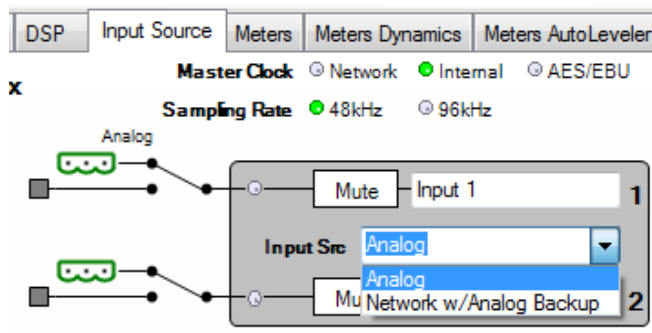 DSP Input Source Meters Meters Dynamics Meters AutoLeveler
Master Clock Network Internal AES/EBU
x
Sampling Rate 48kHz 96kHz
Analog
Mute Input 1 1
Input Src Analog
Analog
Mu Network w/Analog Backup 2